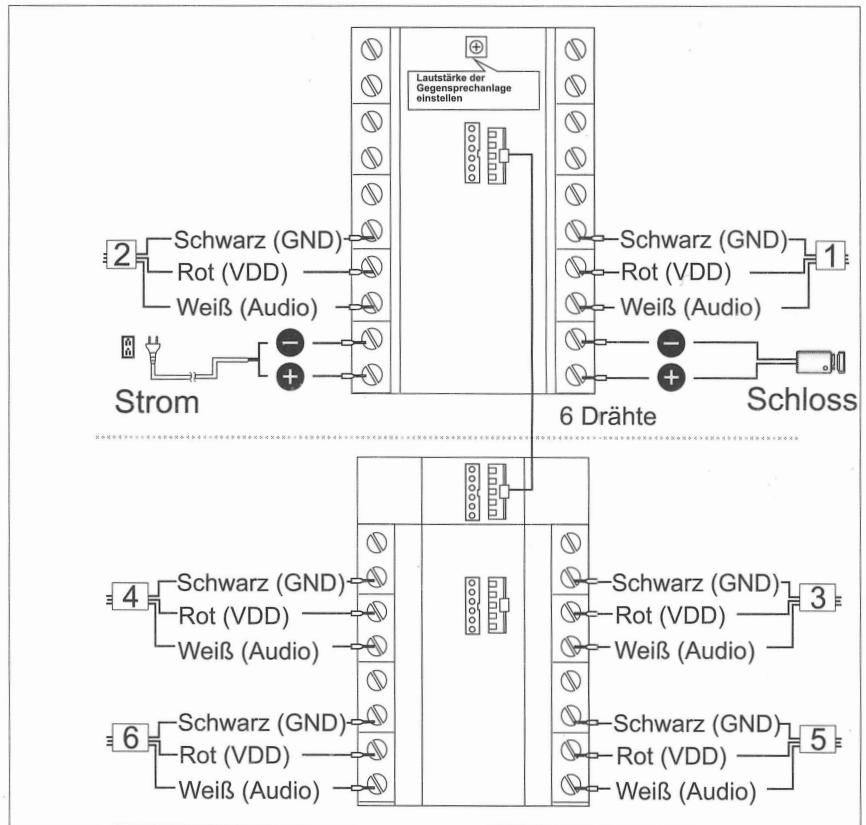 Lautstärke der
Gegensprechanlage
einstellen
Schwarz (GND)
2
Rot (VDD)
Weiß (Audio)
Strom
Schwarz (GND)
1
Rot (VDD)
Weiß (Audio)
Schloss
6 Drähte
Schwarz (GND)
4
Rot (VDD)
Weiß (Audio)
Schwarz (GND)
3
Rot (VDD)
Weiß (Audio)
Schwarz (GND)
6
Rot (VDD)
Weiß (Audio)
Schwarz (GND)
5
Rot (VDD)
Weiß (Audio)